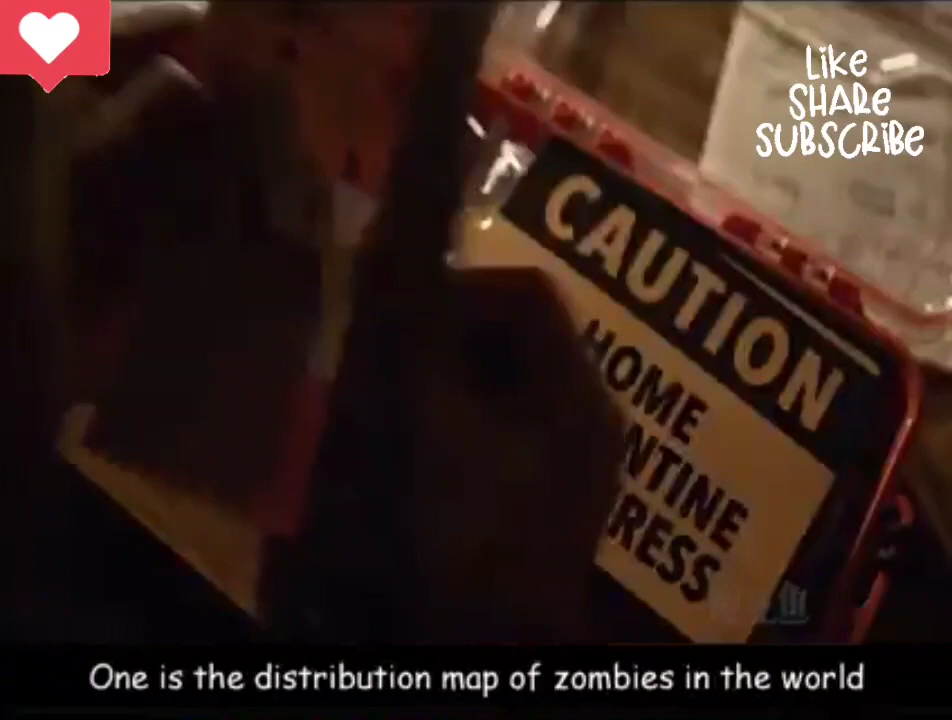 Like
SHARe
SUBSCRiBe
CAUTION
HOME
NTINE
RESS
One is the distribution map of zombies in the world